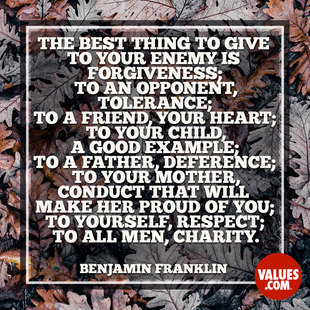 THE BEST THING TO GIVE
TO YOUR ENEMY IS
FORGIVENESS;
TO AN OPPONENT,
TOLERANCE;
TO A FRIEND, YOUR HEART;
TO YOUR CHILD,
A GOOD EXAMPLE;
TO A FATHER, DEFERENCE;
TO YOUR MOTHER,
CONDUCT THAT WILL
MAKE HER PROUD OF YOU;
TO YOURSELF, RESPECT;
TO ALL MEN, CHARITY.
BENJAMIN FRANKLIN
VALUES
.COM